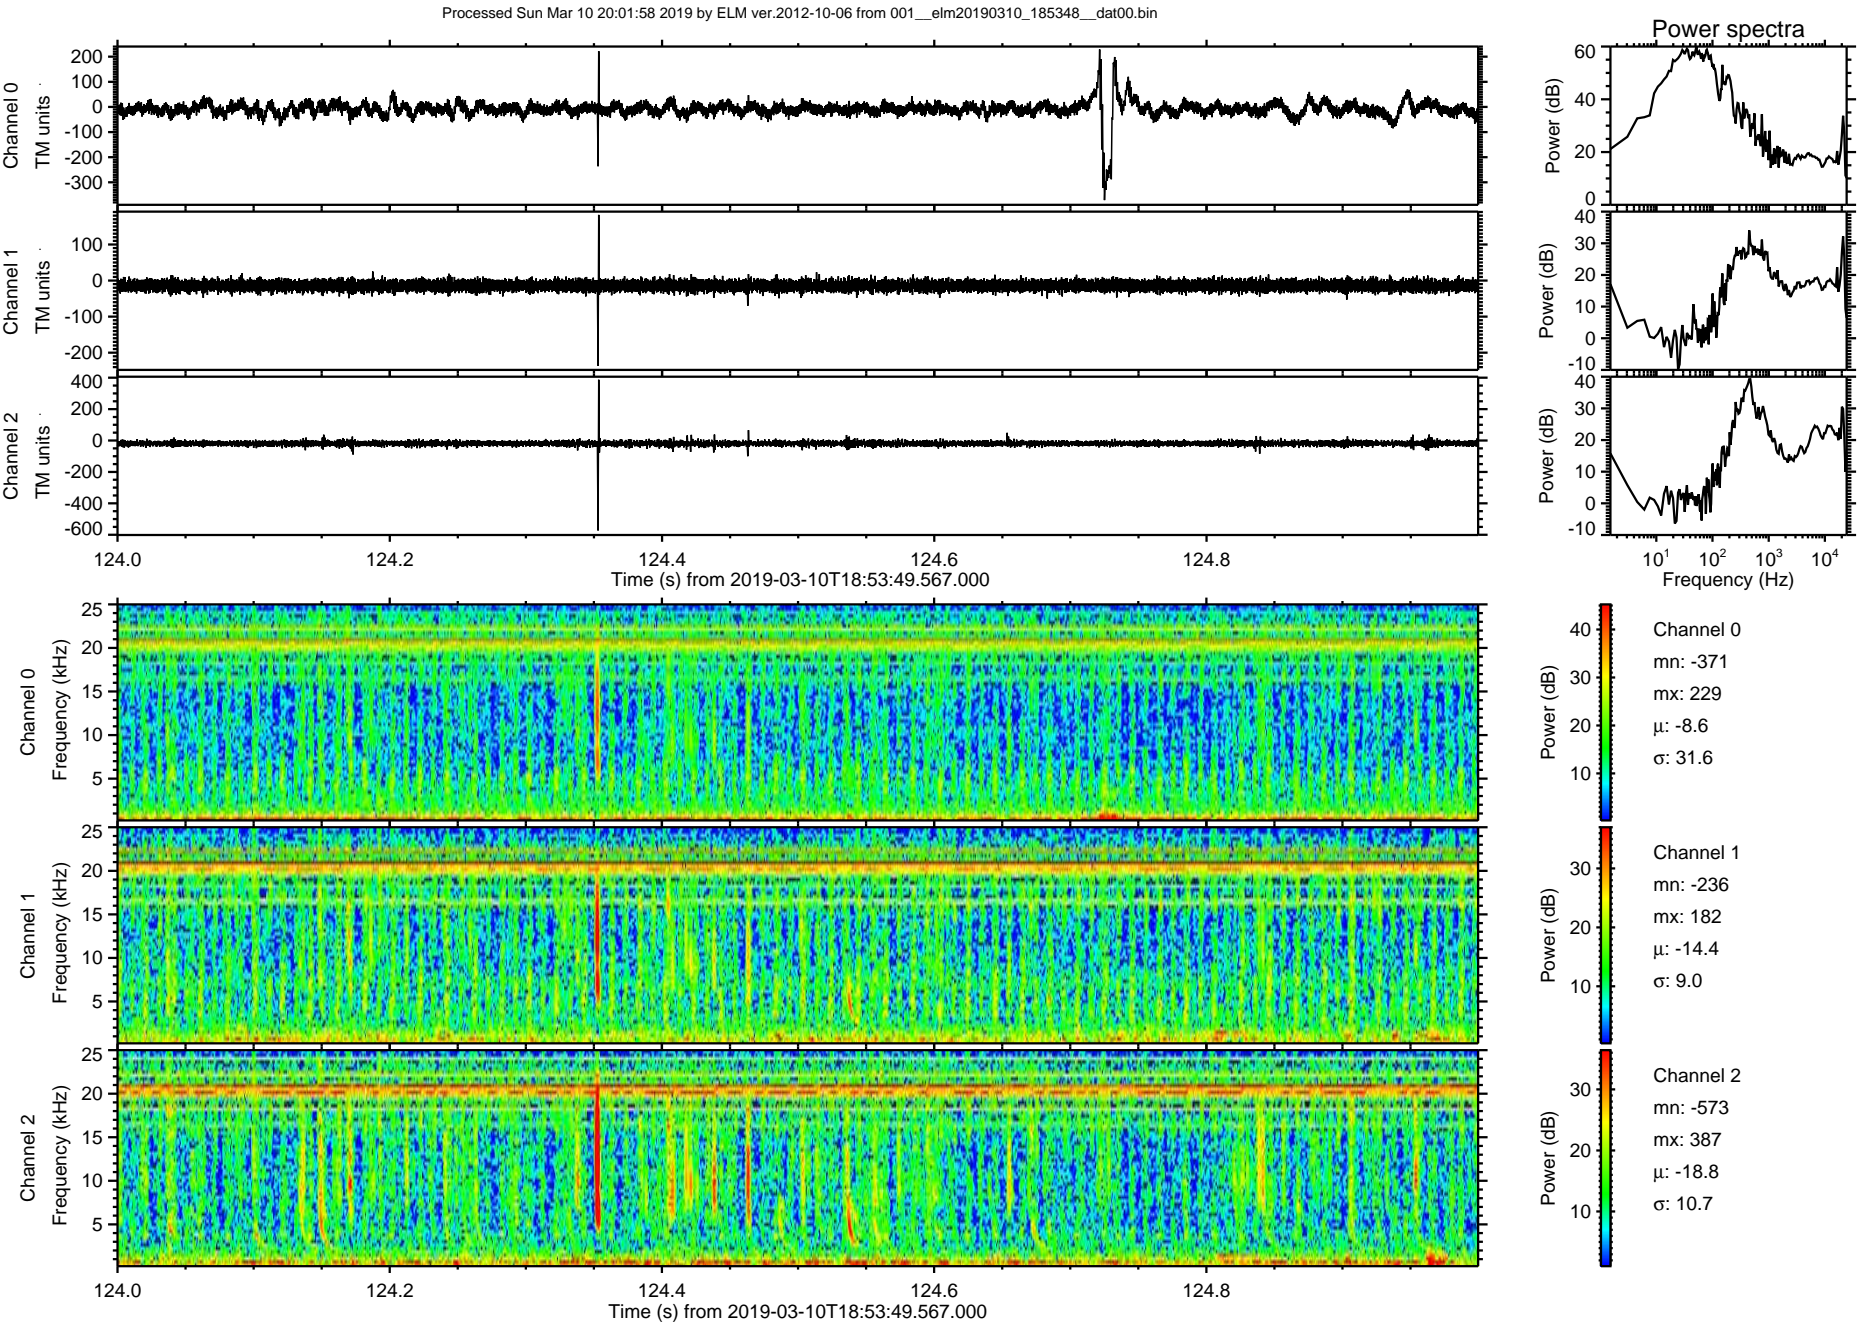 Processed Sun Mar 10 20:01:58 2019 by ELM ver.2012-10-06 from 001__elm20190310_185348__dat00.bin
Power spectra
Channel 0
TM units
200
100
0
-100
-200
-300
Power (dB)
60
40
20
0
Channel 1
TM units
100
0
-100
-200
Power (dB)
40
30
20
10
0
-10
Channel 2
TM units
400
200
0
-200
-400
-600
Power (dB)
40
30
20
10
0
-10
124.0 124.2 124.4 124.6 124.8
Time (s) from 2019-03-10T18:53:49.567.000
10¹ 10² 10³ 10⁴
Frequency (Hz)
Channel 0
Frequency (kHz)
25
20
15
10
5
Power (dB)
40
30
20
10
Channel 0
mn: -371
mx: 229
μ: -8.6
σ: 31.6
Channel 1
Frequency (kHz)
25
20
15
10
5
Power (dB)
30
20
10
Channel 1
mn: -236
mx: 182
μ: -14.4
σ: 9.0
Channel 2
Frequency (kHz)
25
20
15
10
5
Power (dB)
30
20
10
Channel 2
mn: -573
mx: 387
μ: -18.8
σ: 10.7
124.0 124.2 124.4 124.6 124.8
Time (s) from 2019-03-10T18:53:49.567.000